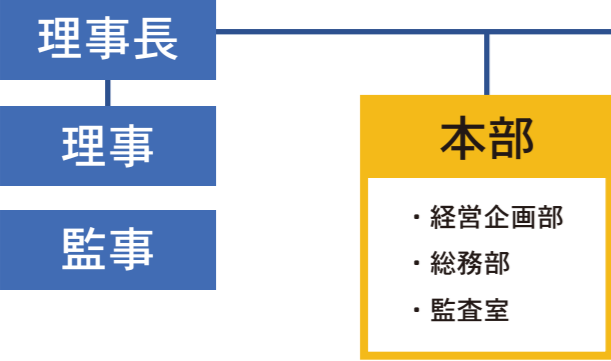 理事長
理事
監事
本部
・経営企画部
・総務部
・監査室